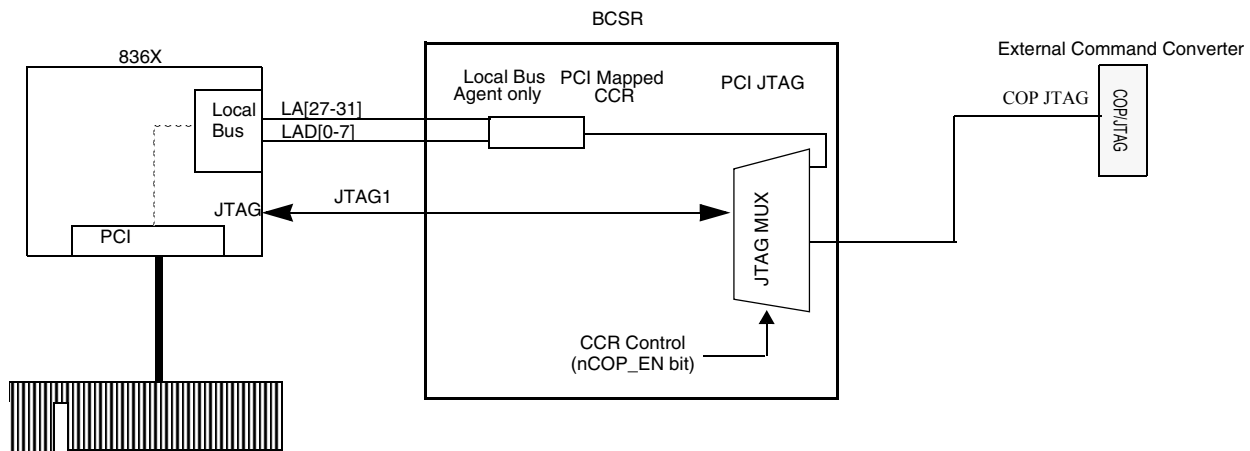 BCSR
836X
External Command Converter
Local Bus
Agent only
PCI Mapped
CCR
PCI JTAG
Local
Bus
LA[27-31]
LAD[0-7]
COP JTAG
COP/JTAG
JTAG
JTAG1
PCI
JTAG MUX
CCR Control
(nCOP_EN bit)